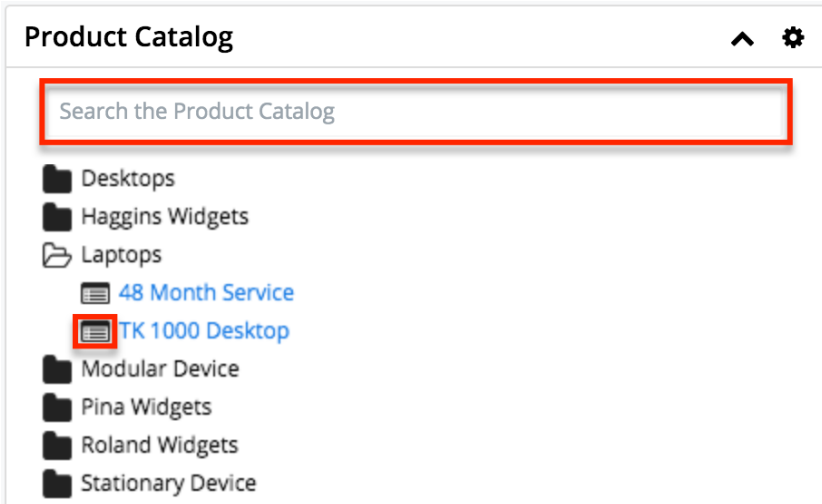 Product Catalog
Search the Product Catalog
Desktops
Haggins Widgets
Laptops
48 Month Service
TK 1000 Desktop
Modular Device
Pina Widgets
Roland Widgets
Stationary Device